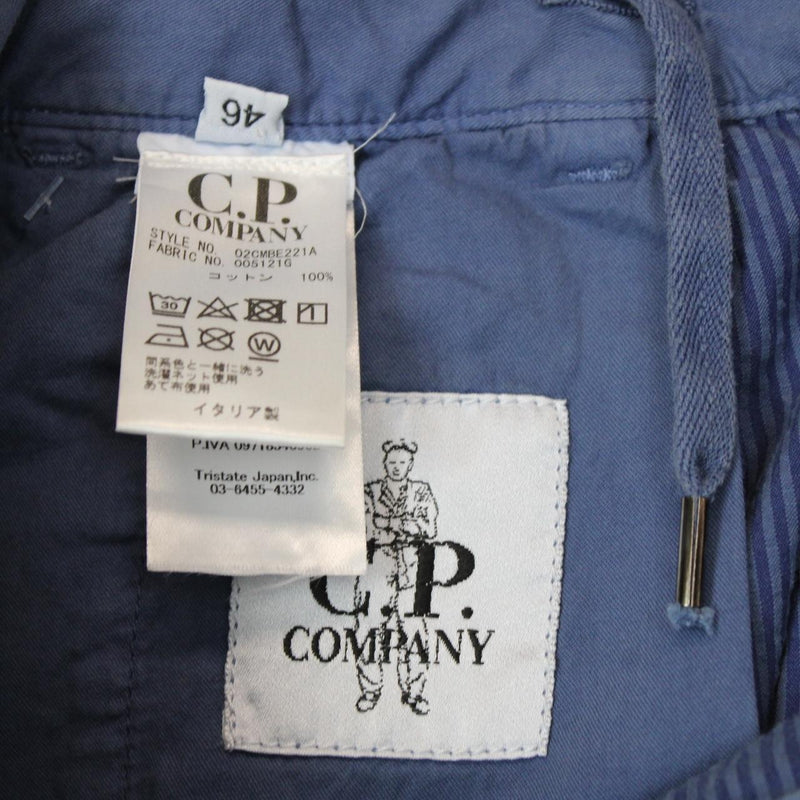 46
C.P.
COMPANY
STYLE NO. 02CMBE221A
FABRIC NO. 005121G
コットン 100%
30
1
W
同系色と一緒に洗う
洗濯ネット使用
あて布使用
イタリア製
P.IVA
Tristate Japan,Inc.
03-6455-4332
C.P.
COMPANY